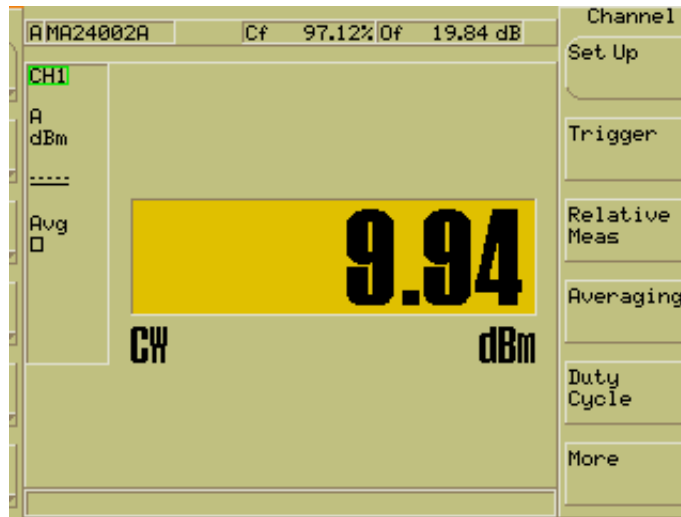 A MA24002A Cf 97.12% Of 19.84 dB
CH1
A
dBm
-----
Avg
9.94
CW dBm
Channel
Set Up
Trigger
Relative
Meas
Averaging
Duty
Cycle
More